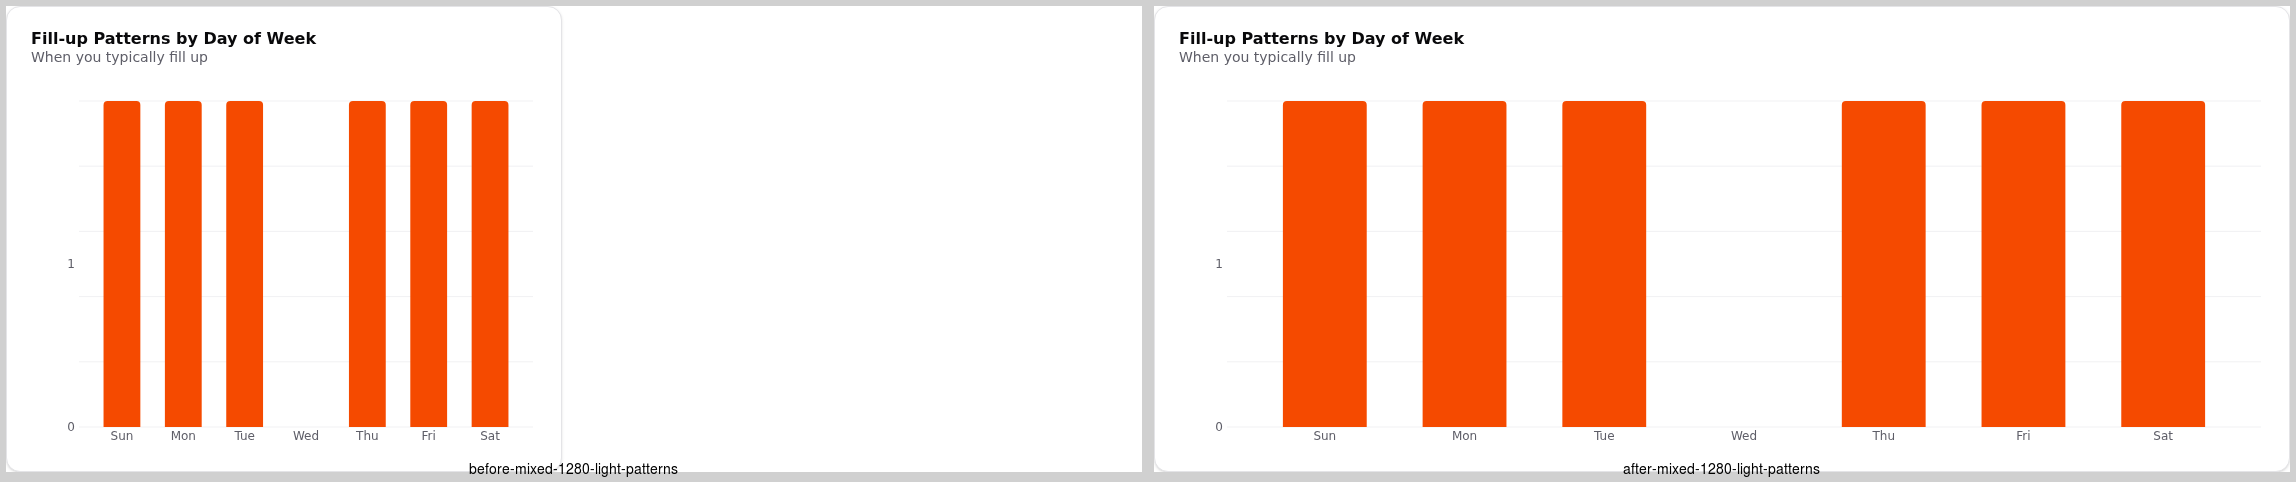 Fill-up Patterns by Day of Week
When you typically fill up
1
0
Sun Mon Tue Wed Thu Fri Sat
before-mixed-1280-light-patterns
Fill-up Patterns by Day of Week
When you typically fill up
1
0
Sun Mon Tue Wed Thu Fri Sat
after-mixed-1280-light-patterns